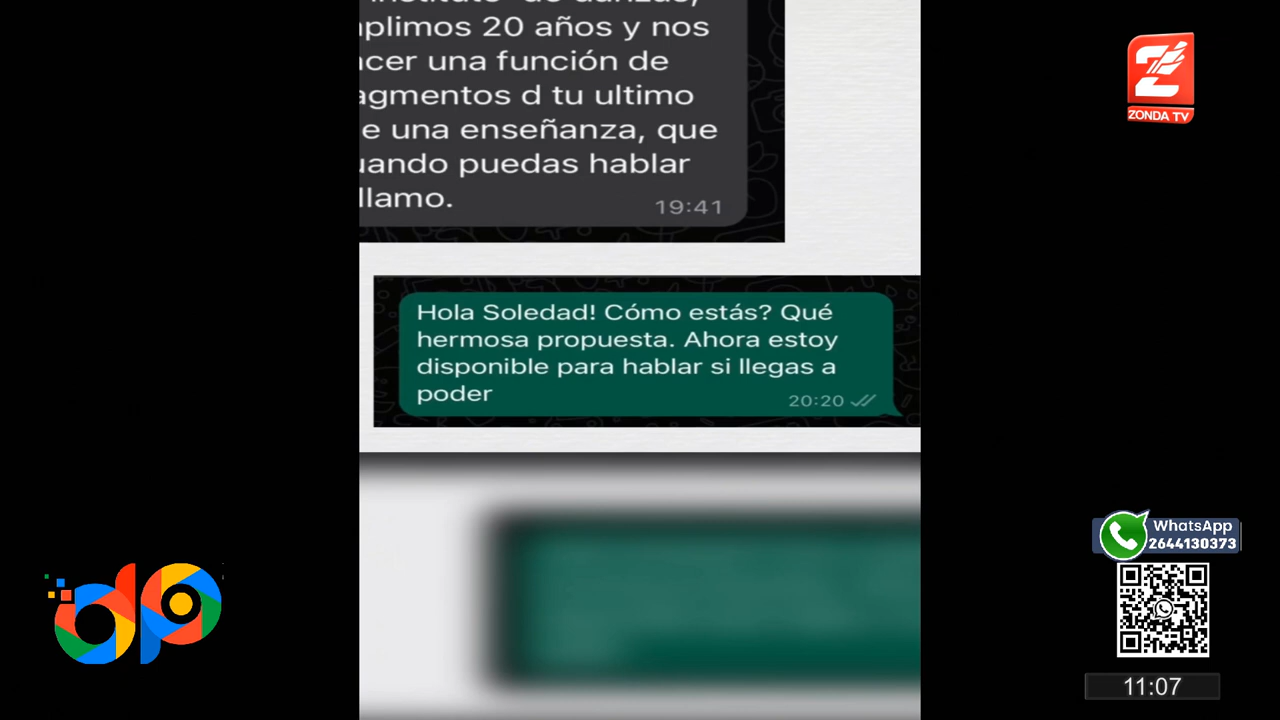 plimos 20 años y nos
cer una función de
agmentos d tu ultimo
e una enseñanza, que
uando puedas hablar
llamo.
19:41
Hola Soledad! Cómo estás? Qué
hermosa propuesta. Ahora estoy
disponible para hablar si llegas a
poder
20:20
ZONDA TV
dp
WhatsApp
2644130373
11:07